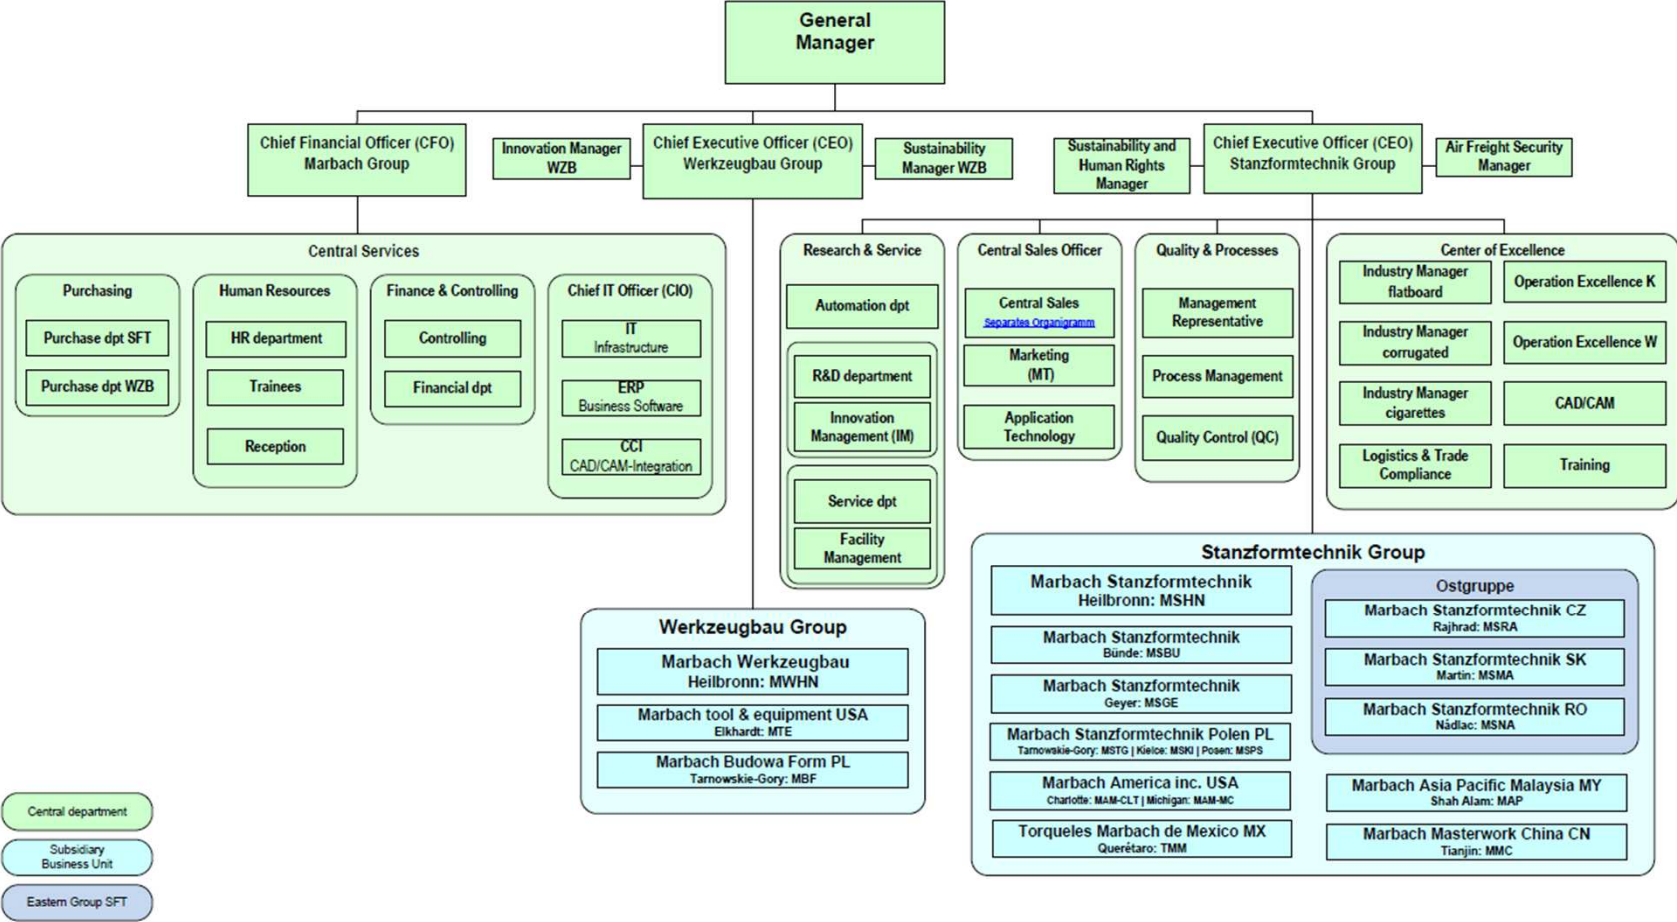 General
Manager
Chief Financial Officer (CFO)
Marbach Group
Innovation Manager
WZB
Chief Executive Officer (CEO)
Werkzeugbau Group
Sustainability
Manager WZB
Sustainability and
Human Rights
Manager
Chief Executive Officer (CEO)
Stanzformtechnik Group
Air Freight Security
Manager
Central Services
Purchasing
Purchase dpt SFT
Purchase dpt WZB
Human Resources
HR department
Trainees
Reception
Finance & Controlling
Controlling
Financial dpt
Chief IT Officer (CIO)
IT
Infrastructure
ERP
Business Software
CCI
CAD/CAM-Integration
Research & Service
Automation dpt
R&D department
Innovation
Management (IM)
Service dpt
Facility
Management
Central Sales Officer
Central Sales
Separates Organigramm
Marketing
(MT)
Application
Technology
Quality & Processes
Management
Representative
Process Management
Quality Control (QC)
Center of Excellence
Industry Manager
flatboard
Industry Manager
corrugated
Industry Manager
cigarettes
Logistics & Trade
Compliance
Operation Excellence K
Operation Excellence W
CAD/CAM
Training
Werkzeugbau Group
Marbach Werkzeugbau
Heilbronn: MWHN
Marbach tool & equipment USA
Elkhardt: MTE
Marbach Budowa Form PL
Tarnowskie-Gory: MBF
Stanzformtechnik Group
Marbach Stanzformtechnik
Heilbronn: MSHN
Marbach Stanzformtechnik
Bünde: MSBU
Marbach Stanzformtechnik
Geyer: MSGE
Marbach Stanzformtechnik Polen PL
Tarnowskie-Gory: MSTG | Kielce: MSKI | Posen: MSPS
Marbach America inc. USA
Charlotte: MAM-CLT | Michigan: MAM-MC
Torqueles Marbach de Mexico MX
Querétaro: TMM
Ostgruppe
Marbach Stanzformtechnik CZ
Rajhrad: MSRA
Marbach Stanzformtechnik SK
Martin: MSMA
Marbach Stanzformtechnik RO
Nădlac: MSNA
Marbach Asia Pacific Malaysia MY
Shah Alam: MAP
Marbach Masterwork China CN
Tianjin: MMC
Central department
Subsidiary
Business Unit
Eastern Group SFT